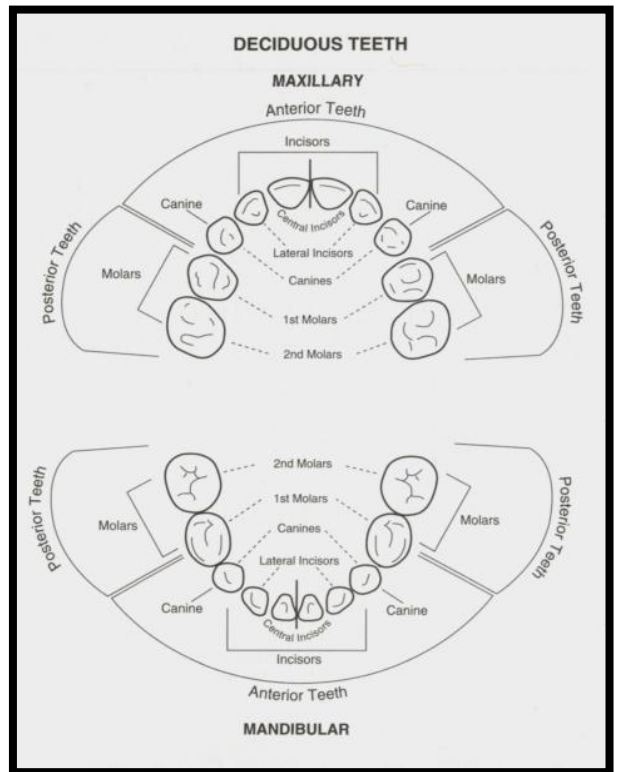 DECIDUOUS TEETH
MAXILLARY
Anterior Teeth
Incisors
Canine
Central Incisors
Canine
Lateral Incisors
Posterior Teeth
Posterior Teeth
Molars
Canines
Molars
1st Molars
2nd Molars
2nd Molars
Posterior Teeth
Posterior Teeth
1st Molars
Molars
Molars
Canines
Lateral Incisors
Canine
Canine
Central Incisors
Incisors
Anterior Teeth
MANDIBULAR